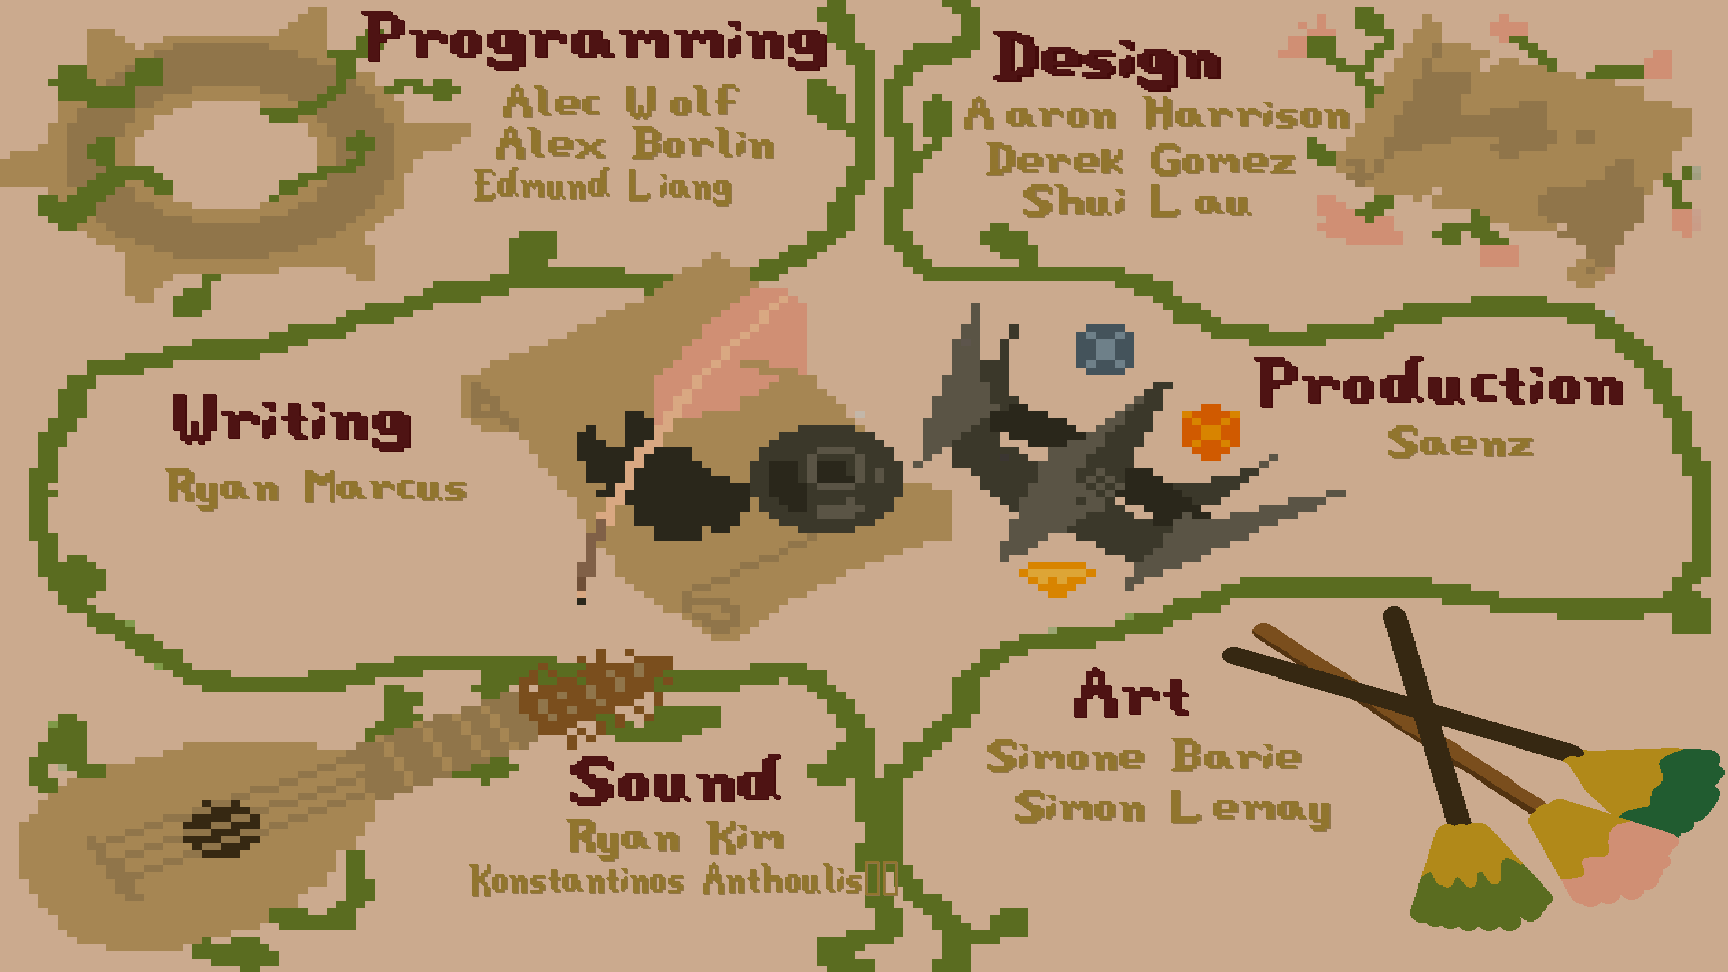 Programming
Alec Wolf
Alex Borlin
Edmund Liang
Design
Aaron Harrison
Derek Gomez
Shui Lau
Writing
Ryan Marcus
Production
Saenz
Sound
Ryan Kim
Konstantinos Anthoulis▯▯
Art
Simone Barie
Simon Lemay